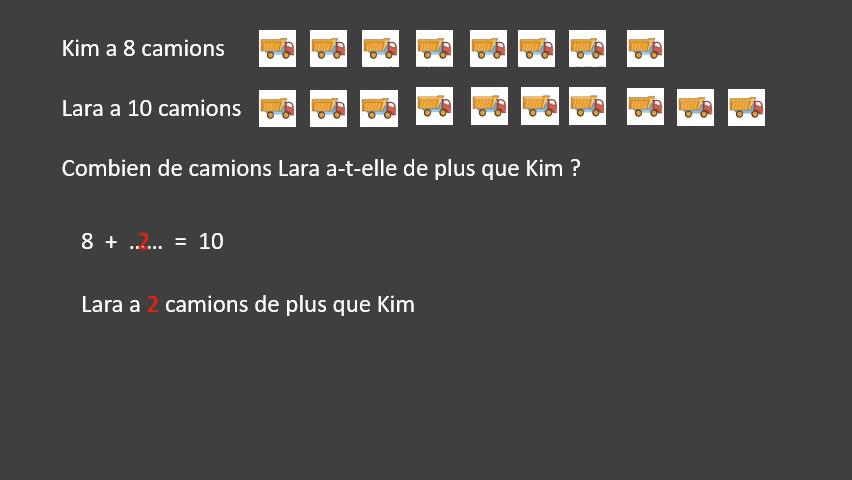 Kim a 8 camions
Lara a 10 camions
Combien de camions Lara a-t-elle de plus que Kim ?
8 + ..2... = 10
Lara a 2 camions de plus que Kim